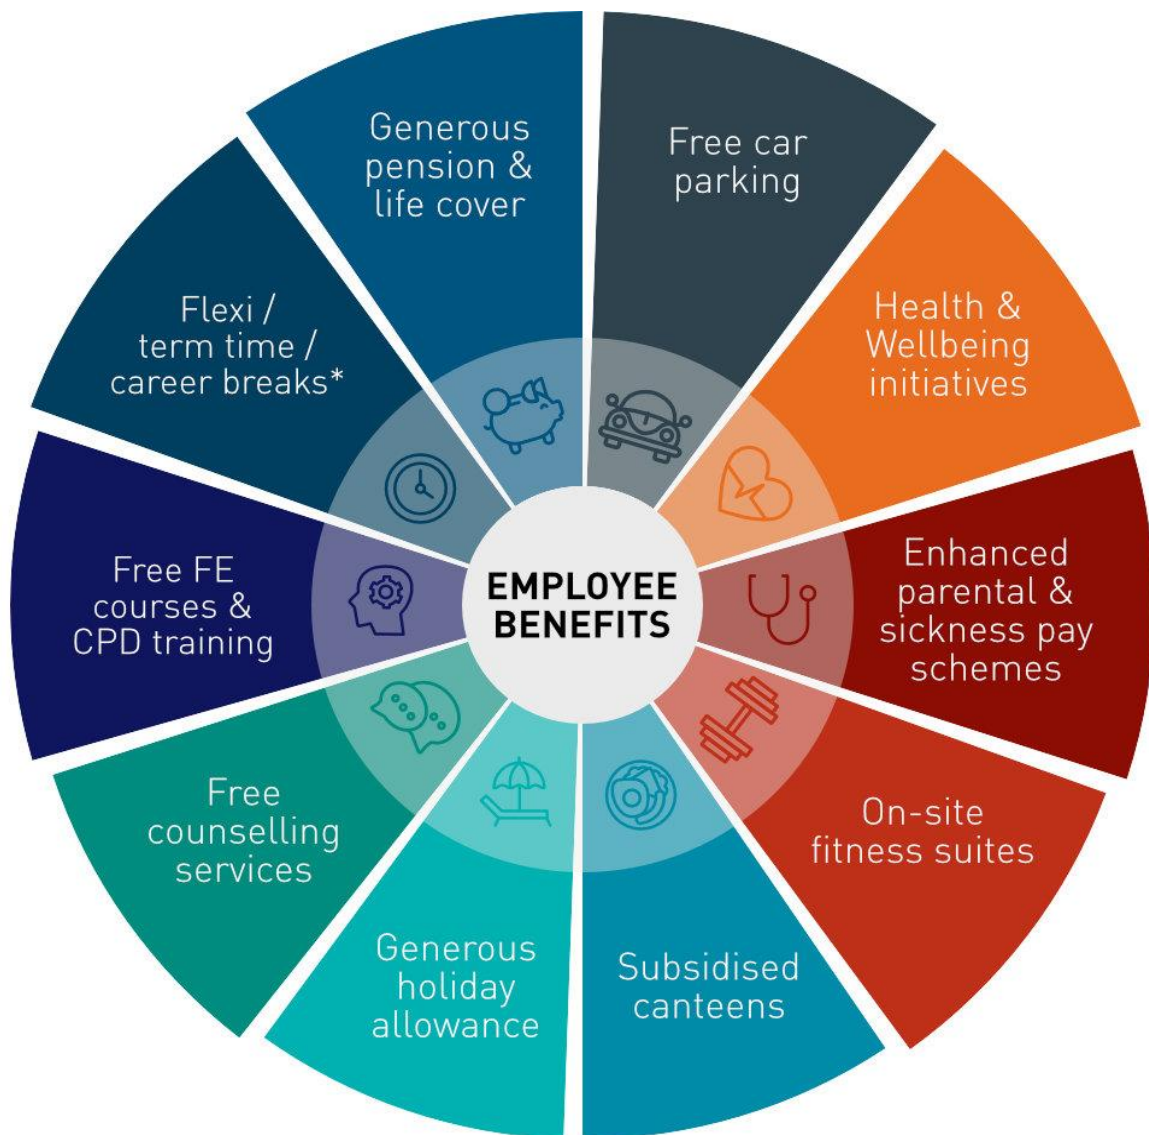 Generous
pension &
life cover
Free car
parking
Health &
Wellbeing
initiatives
Enhanced
parental &
sickness pay
schemes
On-site
fitness suites
Subsidised
canteens
Generous
holiday
allowance
Free
counselling
services
Free FE
courses &
CPD training
Flexi /
term time /
career breaks*
EMPLOYEE
BENEFITS